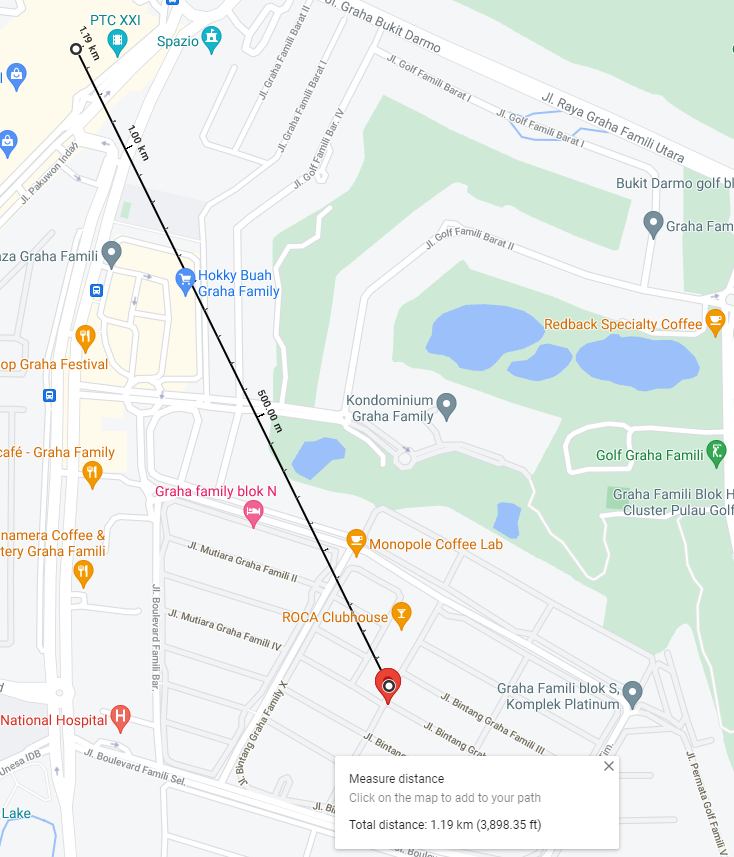 PTC XXI
1.19 km
Spazio
Jl. Graha Bukit Darmo
Jl. Graha Famili Barat II
Jl. Graha Famili Barat I
Jl. Golf Famili Barat I
Jl. Raya Graha Famili Utara
Jl. Golf Famili Barat I
1.00 km
Jl. Golf Famili Bar. IV
Jl. Pakuwon Indah
Bukit Darmo golf bl
Graha Fam
Jl. Golf Famili Barat II
za Graha Famili
Hokky Buah
Graha Family
Redback Specialty Coffee
op Graha Festival
500.00 m
Kondominium
Graha Family
café - Graha Family
Golf Graha Famili
Graha family blok N
Graha Famili Blok H
Cluster Pulau Golf
namera Coffee &
tery Graha Famili
Monopole Coffee Lab
Jl. Mutiara Graha Famili II
Jl. Boulevard Famili Bar.
Jl. Mutiara Graha Famili IV
ROCA Clubhouse
Graha Famili blok S,
Komplek Platinum
Jl. Bintang Graha Family X
Jl. Bintang Graha Famili III
Jl. Bintang Gra
Jl. Bintang
National Hospital
Unesa IDB
Jl. Boulevard Famili Sel.
Jl. Permata Golf Famili V
im.
Lake
Jl. Bin
Jl. Boulev
Measure distance
Click on the map to add to your path
Total distance: 1.19 km (3,898.35 ft)